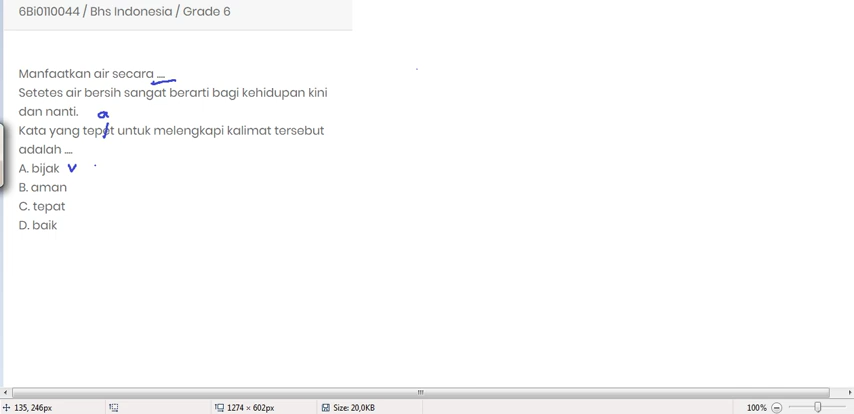 6Bi0110044 / Bhs Indonesia / Grade 6
Manfaatkan air secara ....
Setetes air bersih sangat berarti bagi kehidupan kini
dan nanti.
a
Kata yang tepet untuk melengkapi kalimat tersebut
adalah ....
A. bijak v
B. aman
C. tepat
D. baik
135, 246px
1274 × 602px
Size: 20,0KB
100%